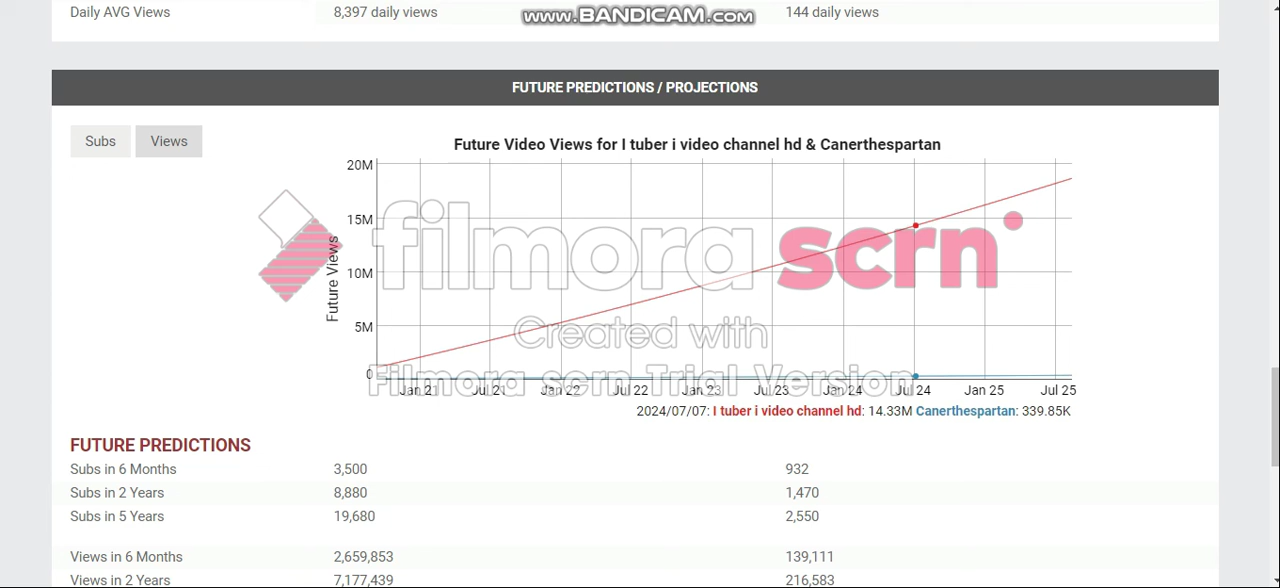 Daily AVG Views 8,397 daily views 144 daily views
www.BANDICAM.com
FUTURE PREDICTIONS / PROJECTIONS
Subs Views
Future Video Views for I tuber i video channel hd & Canerthespartan
20M
15M
10M
5M
0
Future Views
filmora scrn
Created with
Filmora scrn Trial Version
Jan 21 Jul 21 Jan 22 Jul 22 Jan 23 Jul 23 Jan 24 Jul 24 Jan 25 Jul 25
2024/07/07: I tuber i video channel hd: 14.33M Canerthespartan: 339.85K
FUTURE PREDICTIONS
Subs in 6 Months 3,500 932
Subs in 2 Years 8,880 1,470
Subs in 5 Years 19,680 2,550
Views in 6 Months 2,659,853 139,111
Views in 2 Years 7,177,439 216,583